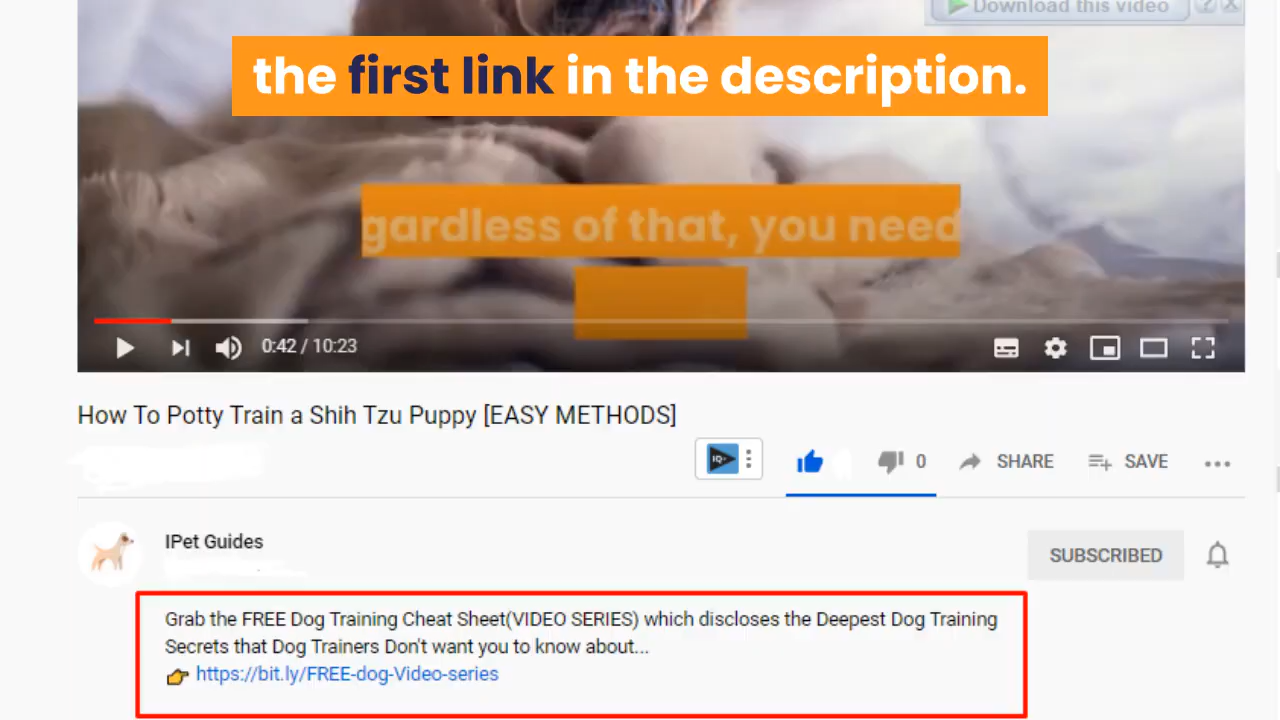 Download this video
the first link in the description.
gardless of that, you need
0:42 / 10:23
How To Potty Train a Shih Tzu Puppy [EASY METHODS]
IQ
0
SHARE
SAVE
IPet Guides
SUBSCRIBED
Grab the FREE Dog Training Cheat Sheet(VIDEO SERIES) which discloses the Deepest Dog Training
Secrets that Dog Trainers Don't want you to know about...
👉 https://bit.ly/FREE-dog-Video-series